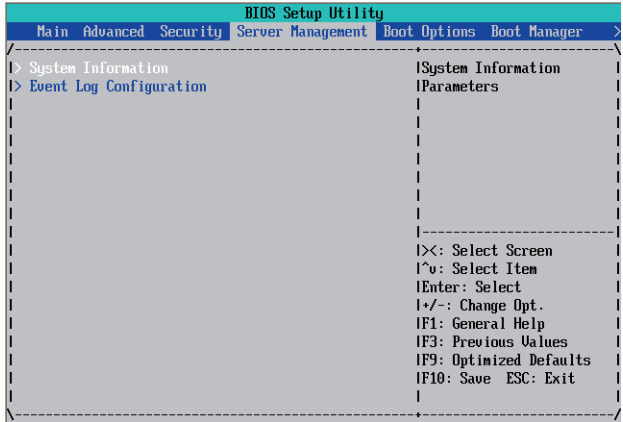 BIOS Setup Utility
Main Advanced Security Server Management Boot Options Boot Manager >
> System Information
> Event Log Configuration
System Information
Parameters
><: Select Screen
^v: Select Item
Enter: Select
+/-: Change Opt.
F1: General Help
F3: Previous Values
F9: Optimized Defaults
F10: Save ESC: Exit